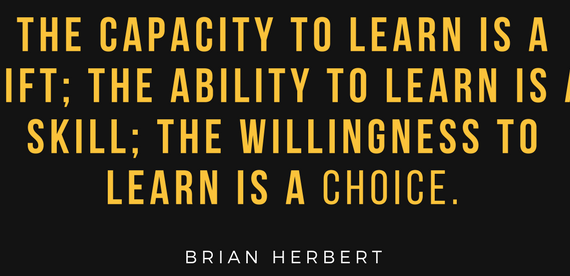 THE CAPACITY TO LEARN IS A
IFT; THE ABILITY TO LEARN IS A
SKILL; THE WILLINGNESS TO
LEARN IS A CHOICE.
BRIAN HERBERT